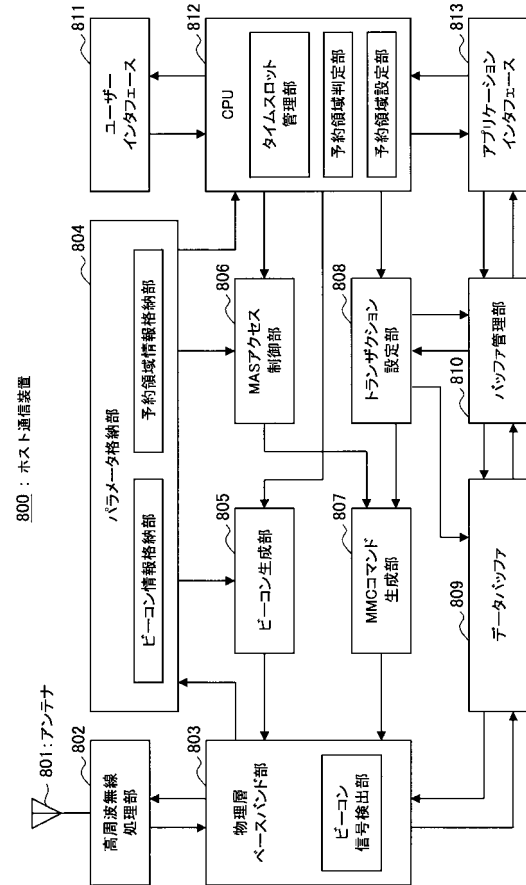 800 : ホスト通信装置
801:アンテナ
802
高周波無線
処理部
803
物理層
ベースバンド部
ビーコン
信号検出部
804
パラメータ格納部
ビーコン情報格納部
予約領域情報格納部
805
ビーコン生成部
806
MASアクセス
制御部
807
MMCコマンド
生成部
808
トランザクション
設定部
809
データバッファ
810
バッファ管理部
811
ユーザー
インタフェース
812
CPU
タイムスロット
管理部
予約領域判定部
予約領域設定部
813
アプリケーション
インタフェース